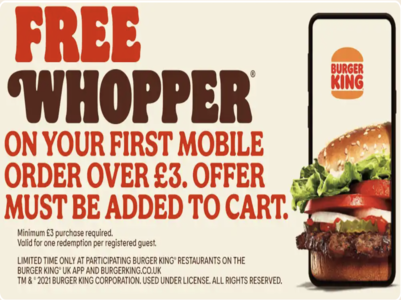 FREE
WHOPPER®
ON YOUR FIRST MOBILE
ORDER OVER £3. OFFER
MUST BE ADDED TO CART.
Minimum £3 purchase required.
Valid for one redemption per registered guest.
LIMITED TIME ONLY AT PARTICIPATING BURGER KING® RESTAURANTS ON THE
BURGER KING® UK APP AND BURGERKING.CO.UK
TM & ® 2021 BURGER KING CORPORATION. USED UNDER LICENSE. ALL RIGHTS RESERVED.
BURGER
KING